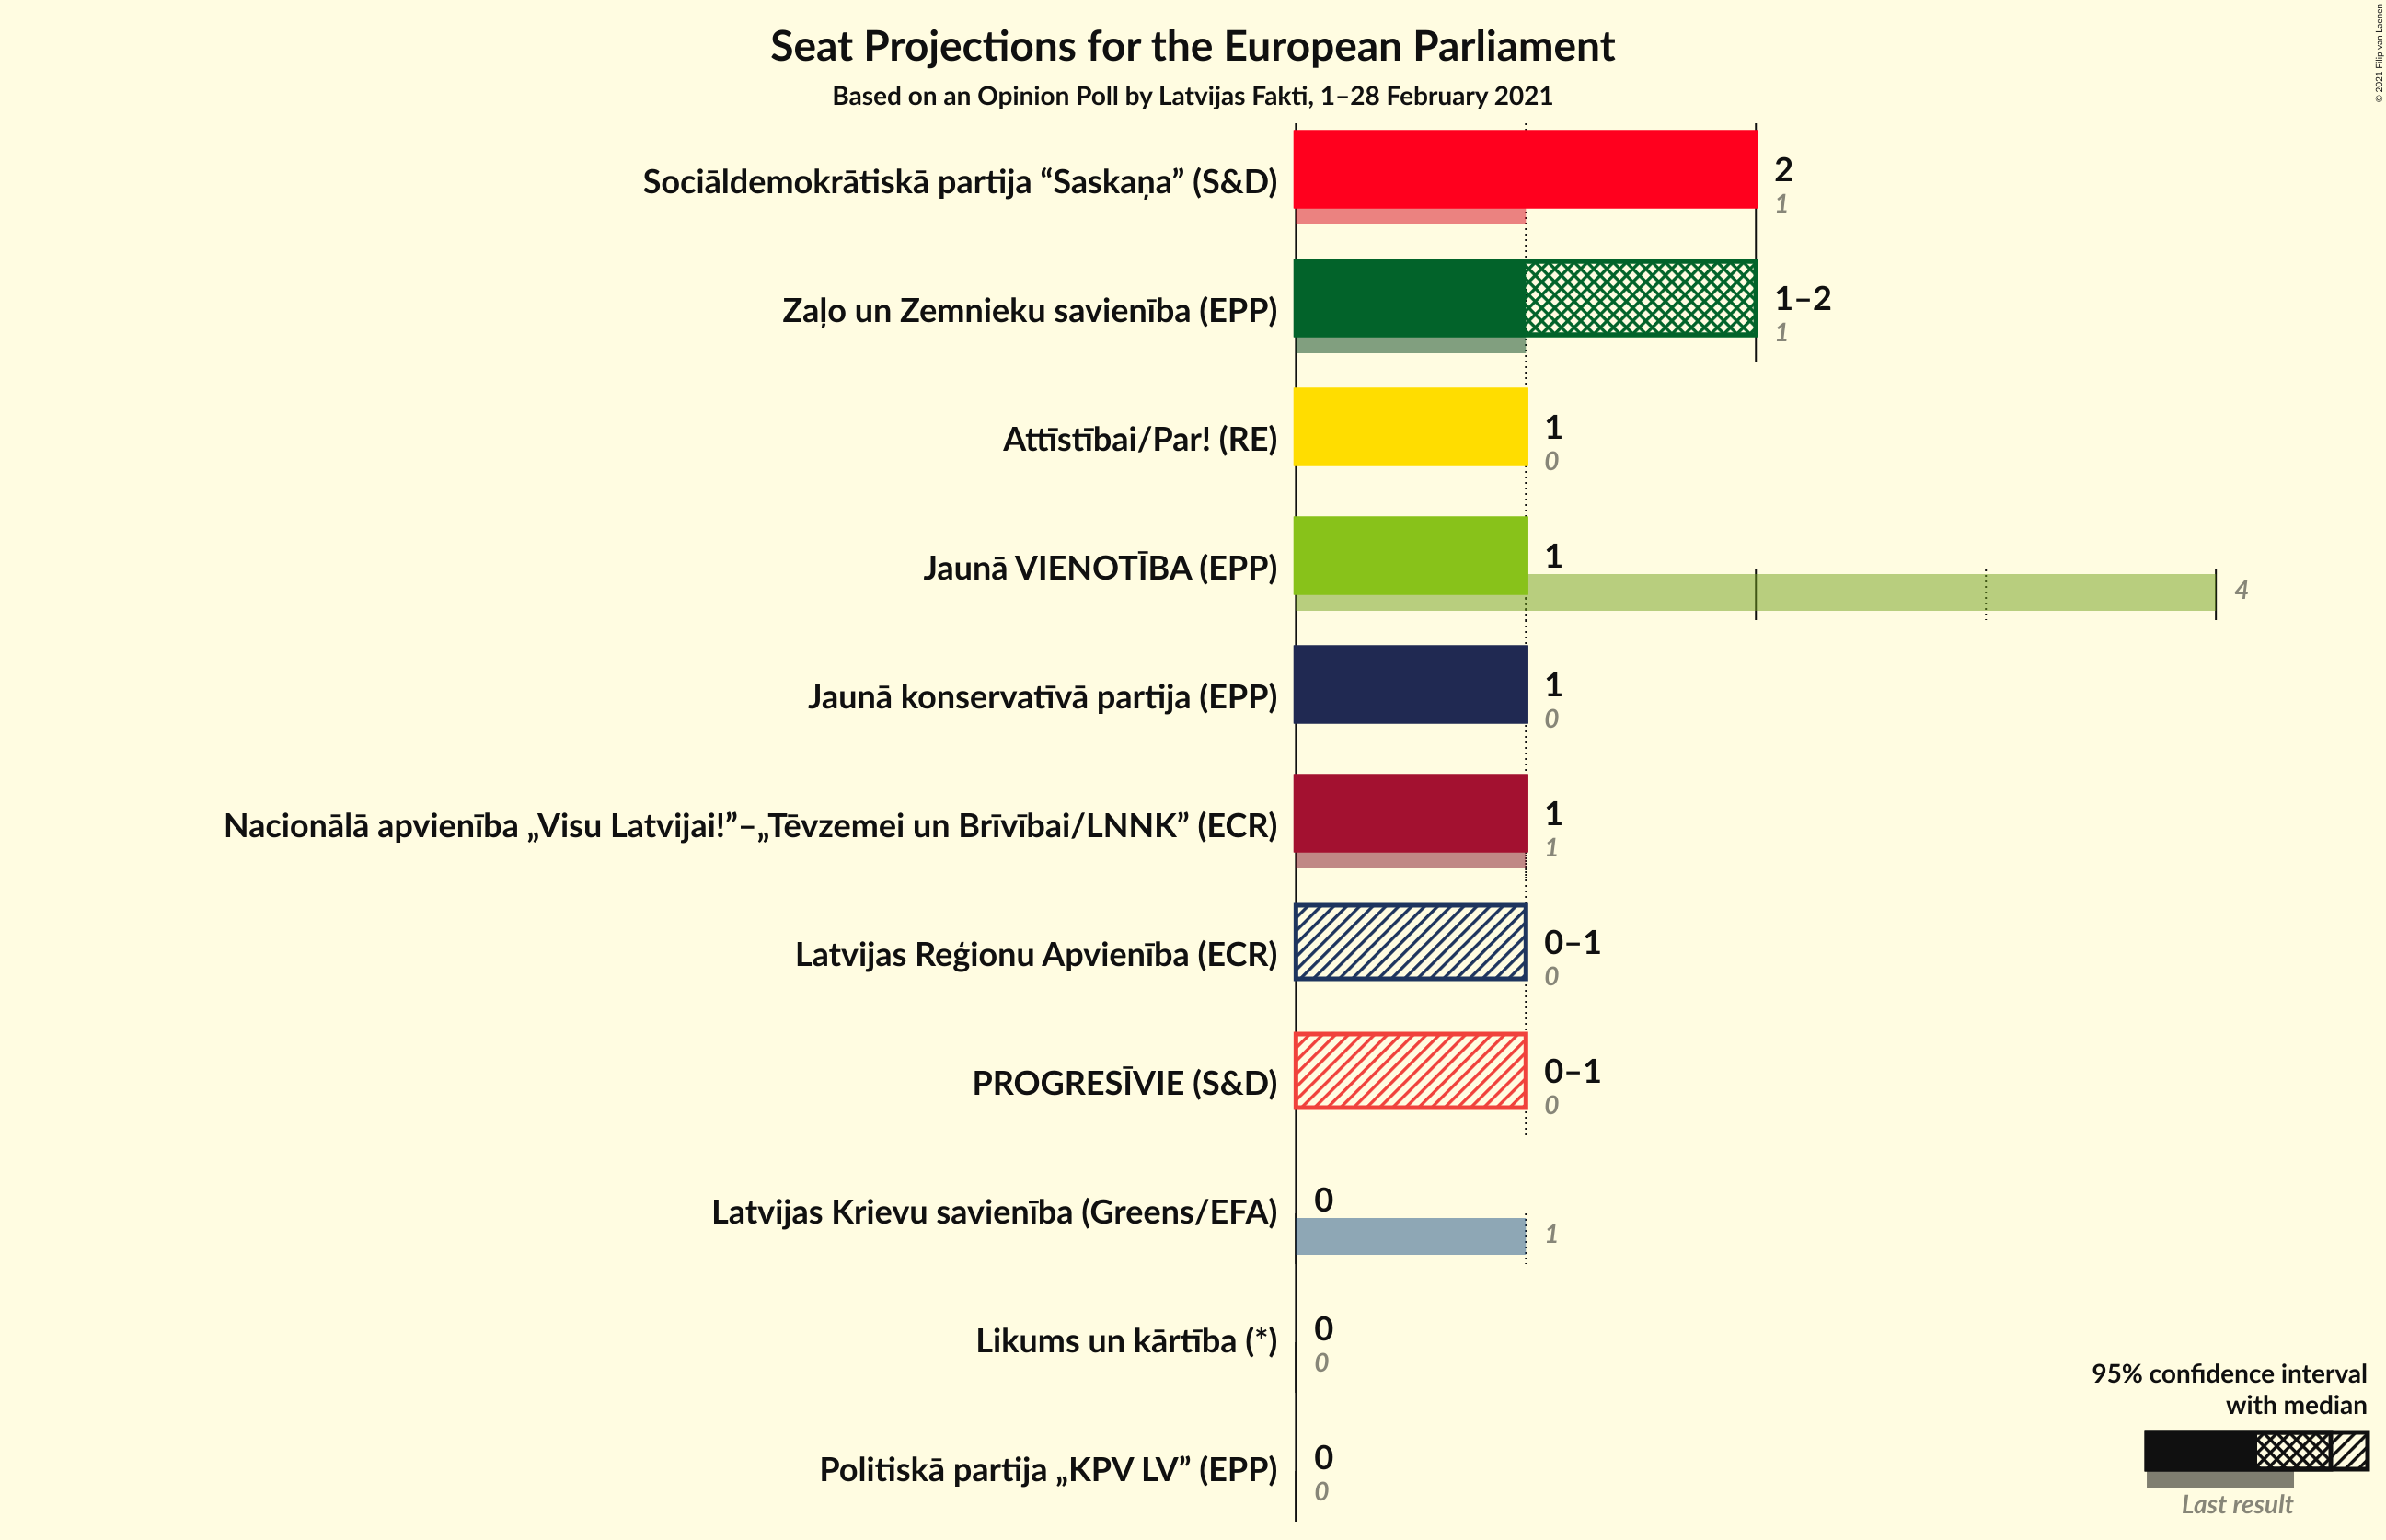 Seat Projections for the European Parliament
Based on an Opinion Poll by Latvijas Fakti, 1–28 February 2021
© 2021 Filip van Laenen
Sociāldemokrātiskā partija “Saskaņa” (S&D)
2
1
Zaļo un Zemnieku savienība (EPP)
1–2
1
Attīstībai/Par! (RE)
1
0
Jaunā VIENOTĪBA (EPP)
1
4
Jaunā konservatīvā partija (EPP)
1
0
Nacionālā apvienība „Visu Latvijai!”–„Tēvzemei un Brīvībai/LNNK” (ECR)
1
1
Latvijas Reģionu Apvienība (ECR)
0–1
0
PROGRESĪVIE (S&D)
0–1
0
Latvijas Krievu savienība (Greens/EFA)
0
1
Likums un kārtība (*)
0
0
Politiskā partija „KPV LV” (EPP)
0
0
95% confidence interval
with median
Last result